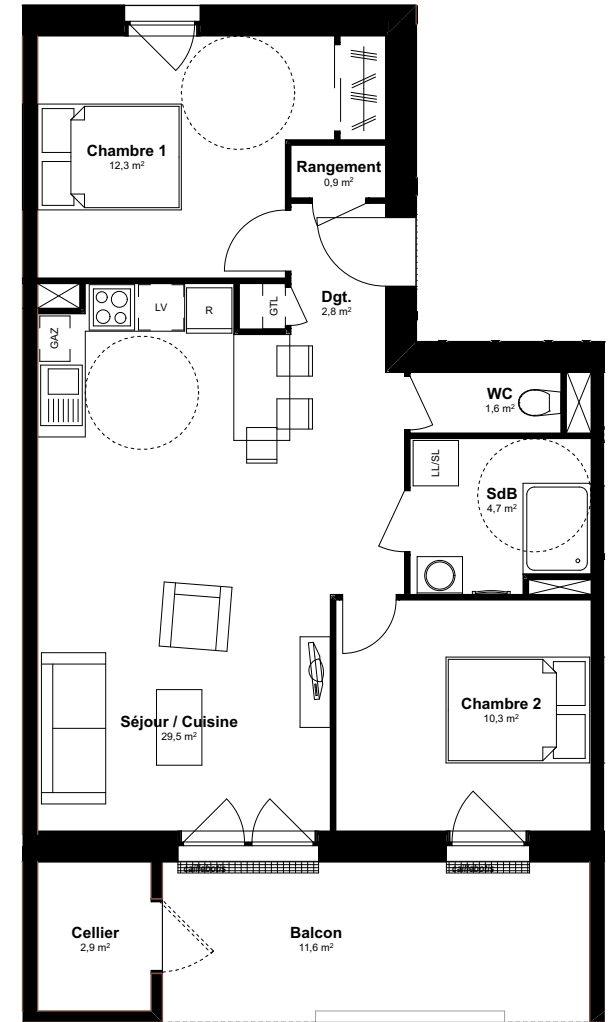 Chambre 1
12,3 m²
Rangement
0,9 m²
Dgt.
2,8 m²
LV
R
GTL
GAZ
WC
1,6 m²
LL/SL
SdB
4,7 m²
Chambre 2
10,3 m²
Séjour / Cuisine
29,5 m²
caillebotis
caillebotis
Cellier
2,9 m²
Balcon
11,6 m²